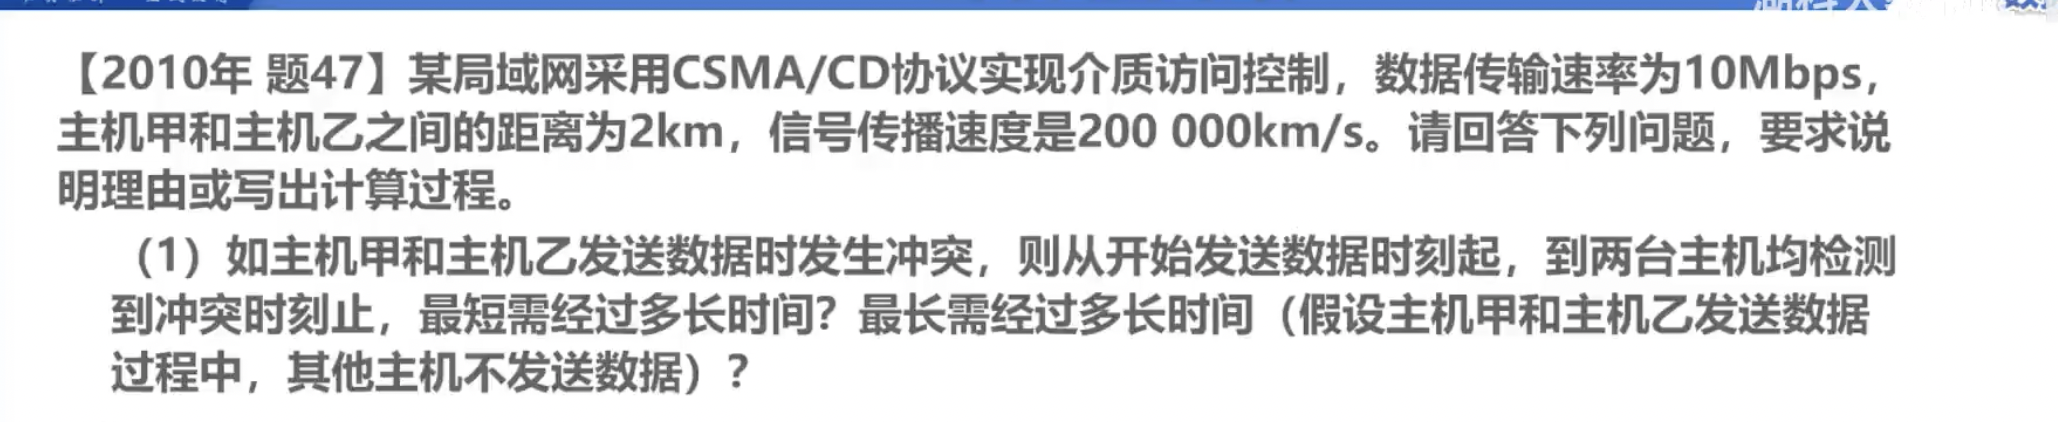 【2010年 题47】某局域网采用CSMA/CD协议实现介质访问控制，数据传输速率为10Mbps，
主机甲和主机乙之间的距离为2km，信号传播速度是200 000km/s。请回答下列问题，要求说
明理由或写出计算过程。
（1）如主机甲和主机乙发送数据时发生冲突，则从开始发送数据时刻起，到两台主机均检测
到冲突时刻止，最短需经过多长时间？最长需经过多长时间（假设主机甲和主机乙发送数据
过程中，其他主机不发送数据）？